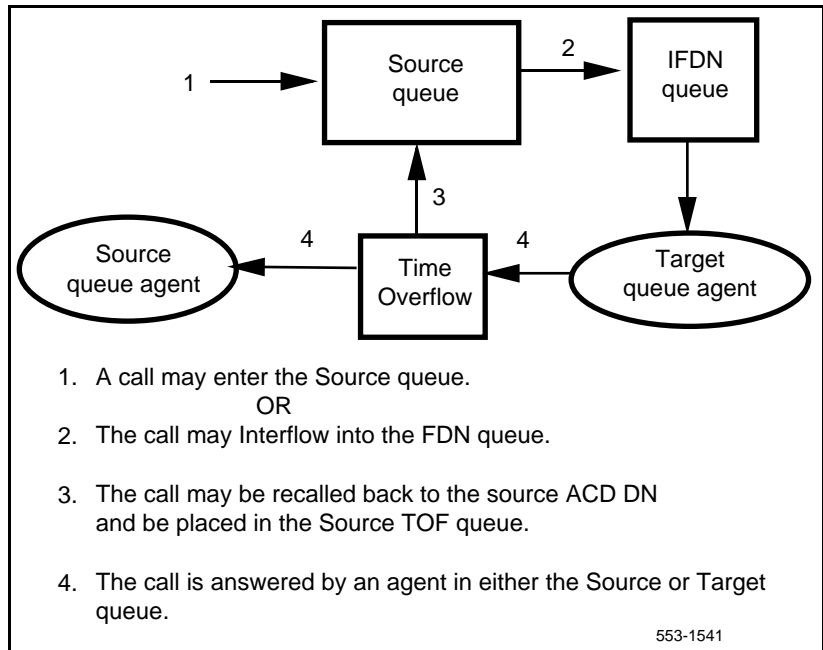 1
Source
queue
2
IFDN
queue
3
4
4
Source
queue agent
Time
Overflow
Target
queue agent
1. A call may enter the Source queue.
OR
2. The call may Interflow into the FDN queue.
3. The call may be recalled back to the source ACD DN
and be placed in the Source TOF queue.
4. The call is answered by an agent in either the Source or Target
queue.
553-1541